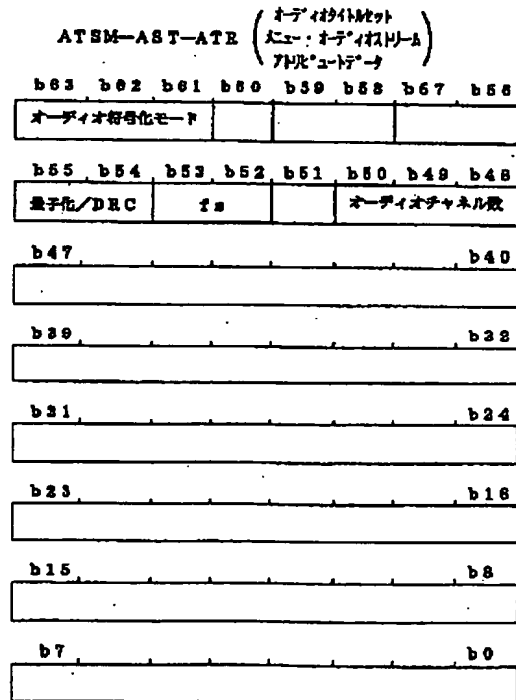 オーディオタイトルセット
ATSM-AST-ATR メニュー・オーディオストリーム
アトリビュートデータ
b63 b62 b61 b60 b59 b58 b57 b56
オーディオ符号化モード
b55 b54 b53 b52 b51 b50 b49 b48
量子化/DRC fs オーディオチャネル数
b47 b40
b39 b32
b31 b24
b23 b16
b15 b8
b7 b0